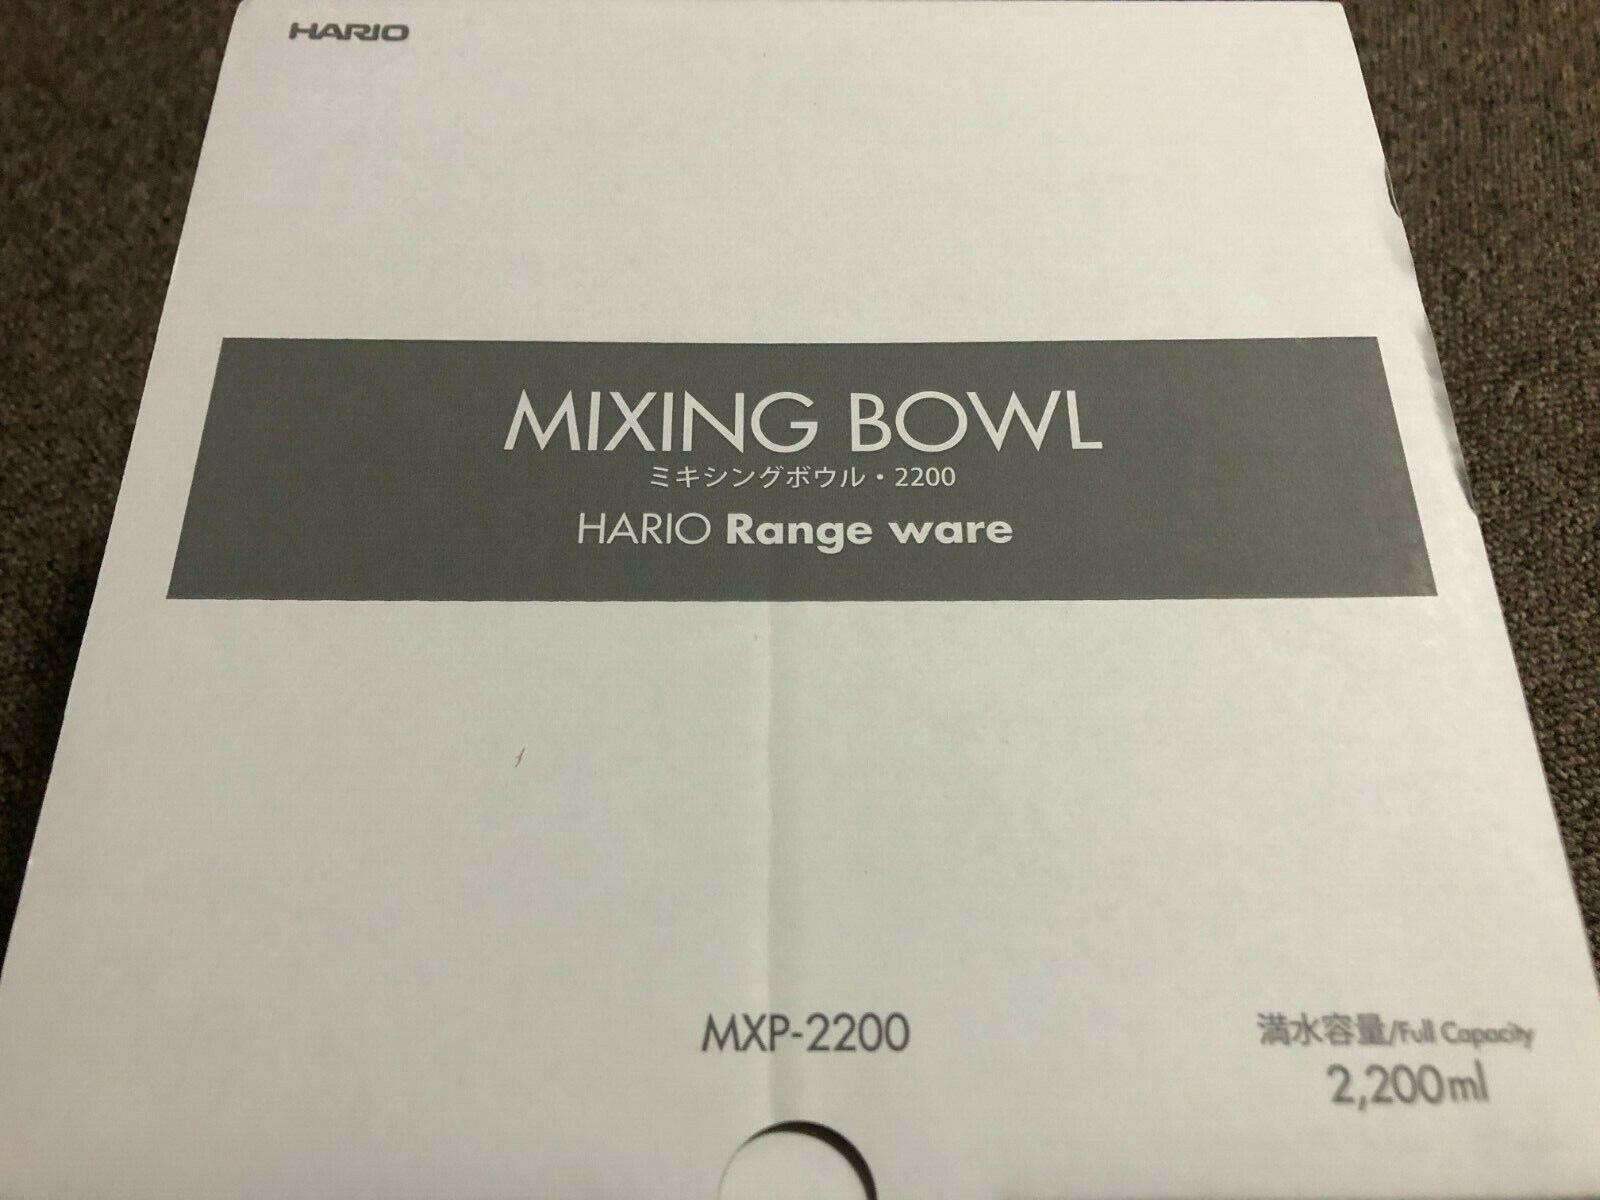 HARIO
MIXING BOWL
ミキシングボウル・2200
HARIO Range ware
MXP-2200
満水容量/Full Capacity
2,200ml